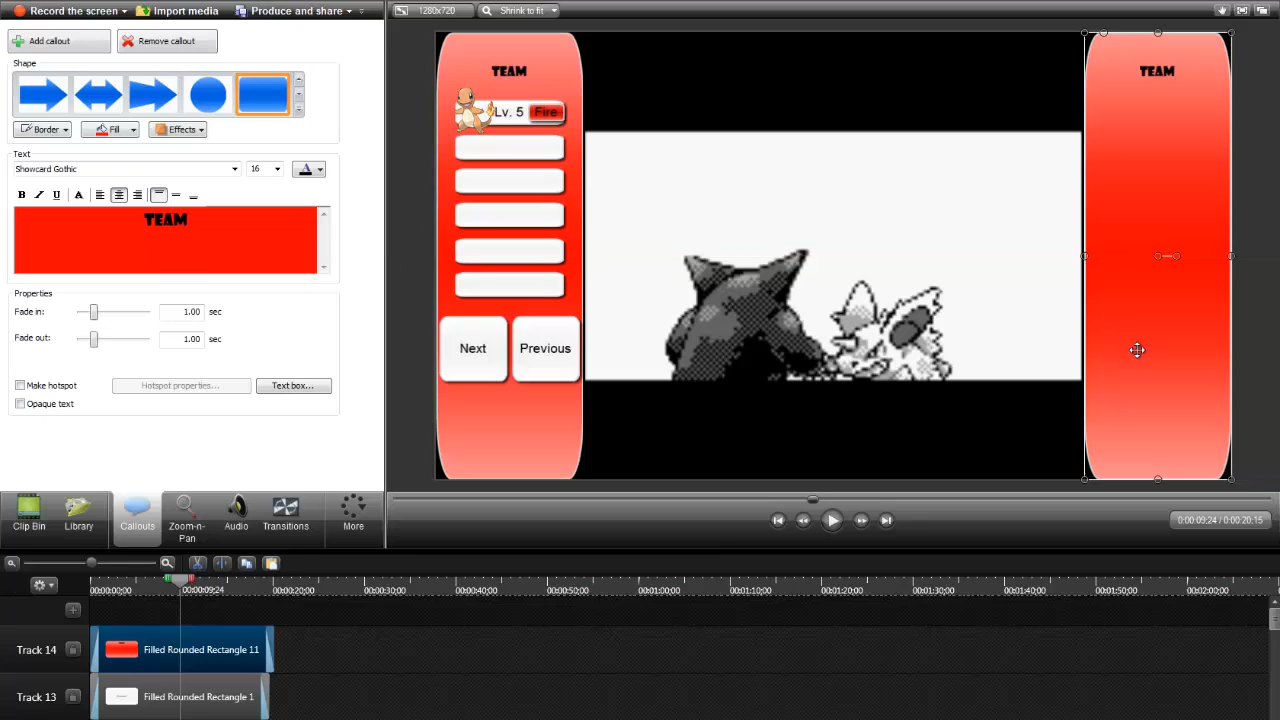 Record the screen
Import media
Produce and share
1280x720
Shrink to fit
Add callout
Remove callout
Shape
Border
Fill
Effects
Text
Showcard Gothic
16
A
B I U A
TEAM
Properties
Fade in:
1.00
sec
Fade out:
1.00
sec
Make hotspot
Hotspot properties...
Text box...
Opaque text
Clip Bin
Library
Callouts
Zoom-n-Pan
Audio
Transitions
More
TEAM
Lv. 5
Fire
Next
Previous
TEAM
0:00:09;24 / 0:00:20;15
00:00:00;00
00:00:09;24
00:00:20;00
00:00:30;00
00:00:40;00
00:00:50;00
00:01:00;00
00:01:10;00
00:01:20;00
00:01:30;00
00:01:40;00
00:01:50;00
00:02:00;00
Track 14
Filled Rounded Rectangle 11
Track 13
Filled Rounded Rectangle 1